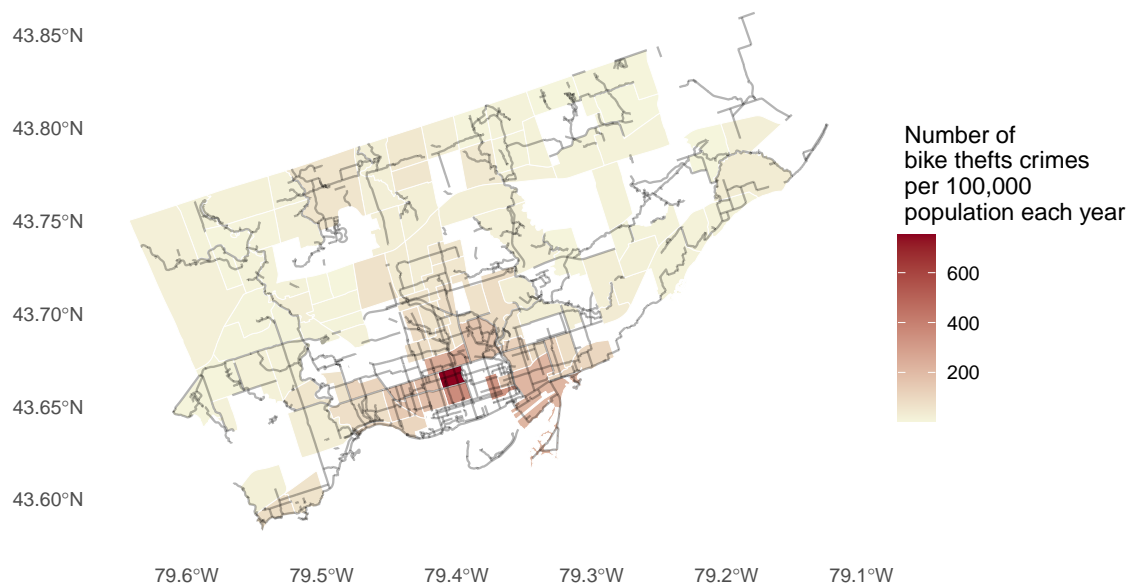 43.85°N
43.80°N
43.75°N
43.70°N
43.65°N
43.60°N
79.6°W
79.5°W
79.4°W
79.3°W
79.2°W
79.1°W
Number of
bike thefts crimes
per 100,000
population each year
600
400
200